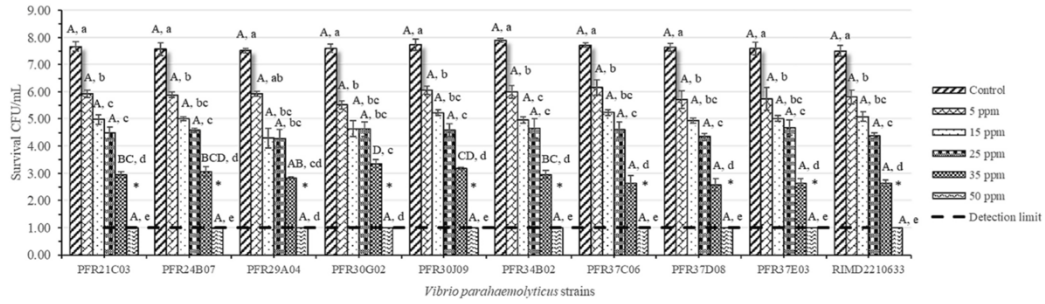 Survival CFU/mL
9.00
8.00
7.00
6.00
5.00
4.00
3.00
2.00
1.00
0.00
A, a
A, b
A, c
A, c
BC, d
*
A, e
A, a
A, b
A, bc
A, c
BCD, d
*
A, e
A, a
A, ab
A, bc
A, bc
AB, cd
*
A, d
A, a
A, b
A, bc
A, bc
D, c
*
A, d
A, a
A, b
A, bc
A, c
CD, d
*
A, e
A, a
A, b
A, c
A, c
BC, d
*
A, e
A, a
A, b
A, bc
A, c
A, d
*
A, e
A, a
A, b
A, bc
A, c
A, d
*
A, e
A, a
A, b
A, bc
A, c
A, d
*
A, e
A, a
A, b
A, bc
A, c
A, d
*
A, e
PFR21C03
PFR24B07
PFR29A04
PFR30G02
PFR30J09
PFR34B02
PFR37C06
PFR37D08
PFR37E03
RIMD2210633
Vibrio parahaemolyticus strains
Control
5 ppm
15 ppm
25 ppm
35 ppm
50 ppm
Detection limit